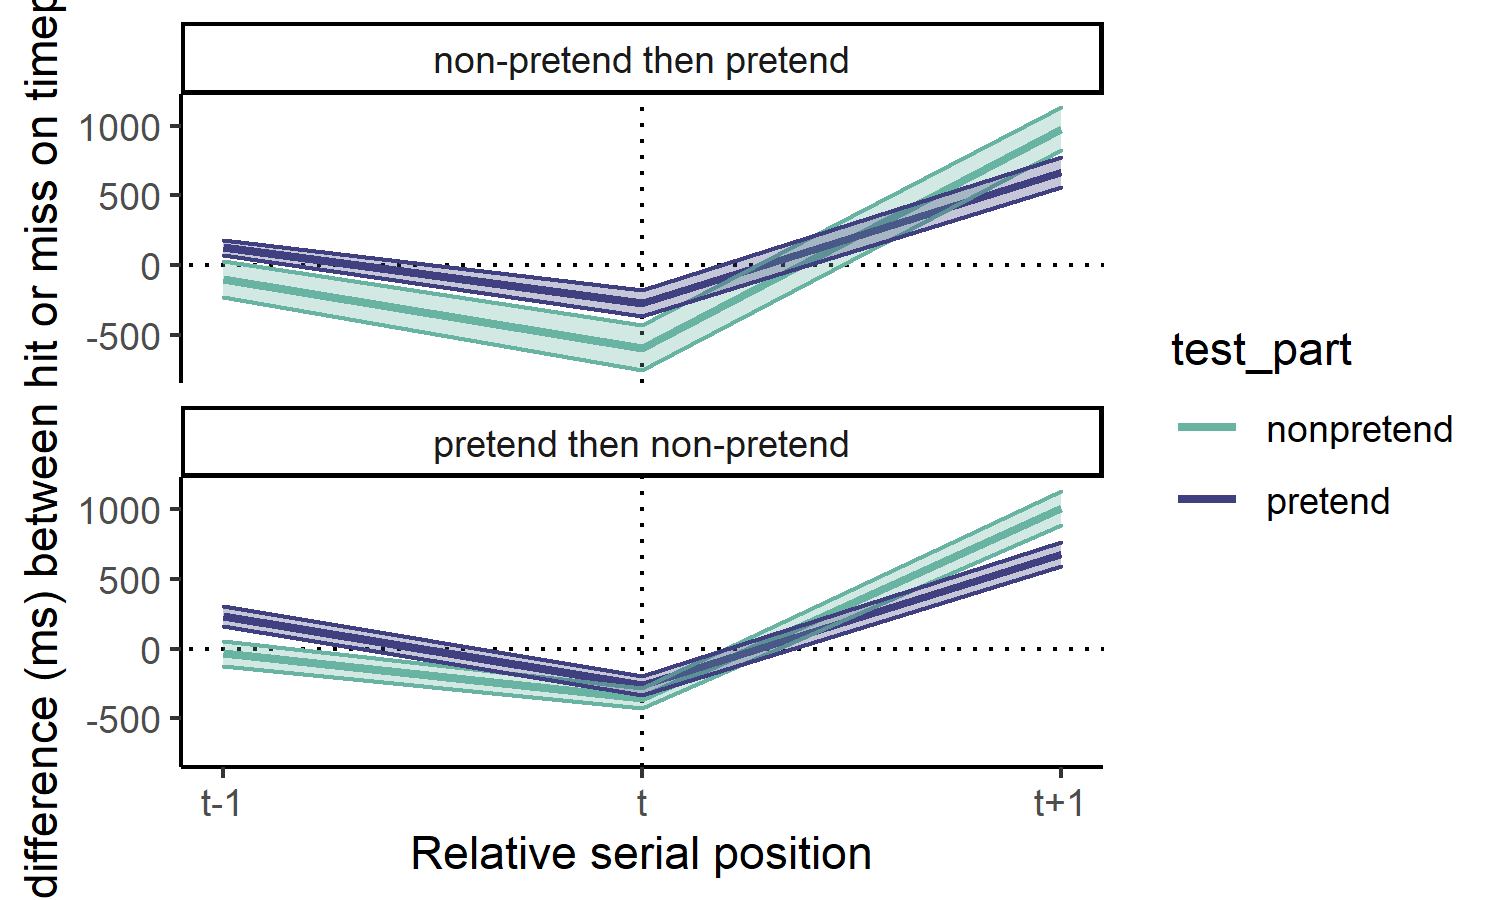 difference (ms) between hit or miss on
non-pretend then pretend
1000
500
0
-500
pretend then non-pretend
1000
500
0
-500
t-1
t
t+1
Relative serial position
test_part
nonpretend
pretend